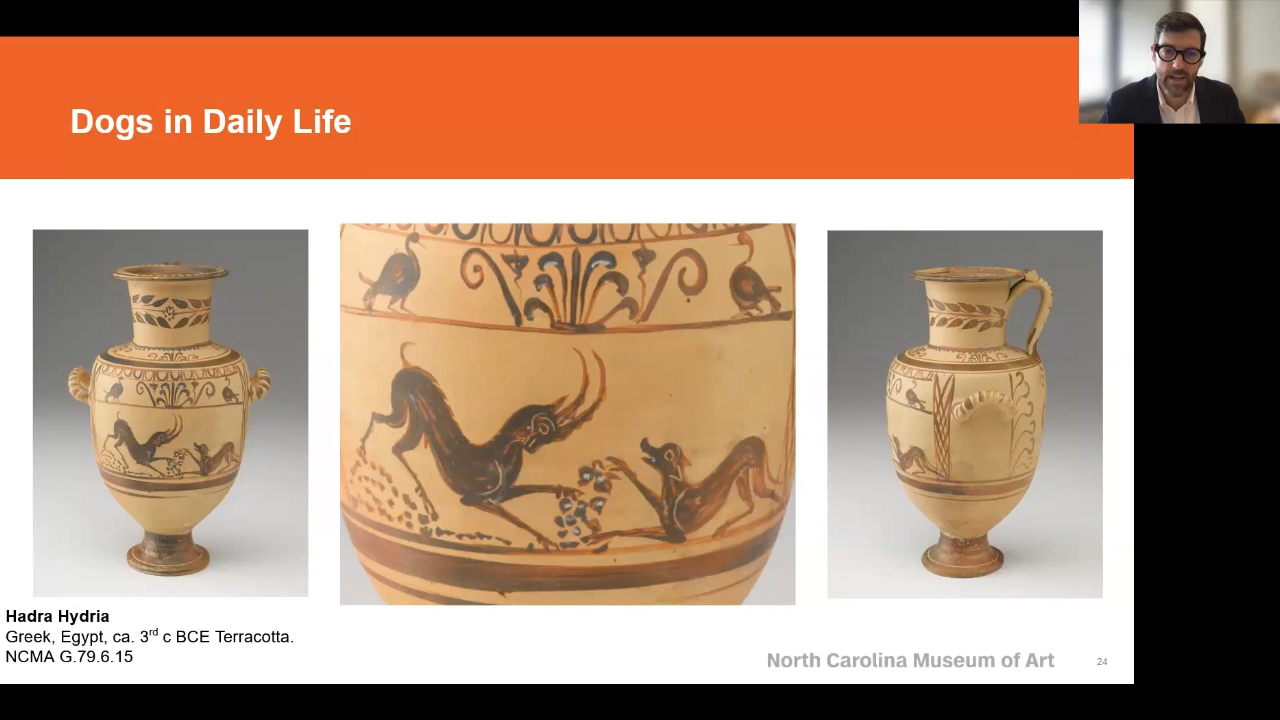 Dogs in Daily Life
Hadra Hydria
Greek, Egypt, ca. 3rd c BCE Terracotta.
NCMA G.79.6.15
North Carolina Museum of Art
24